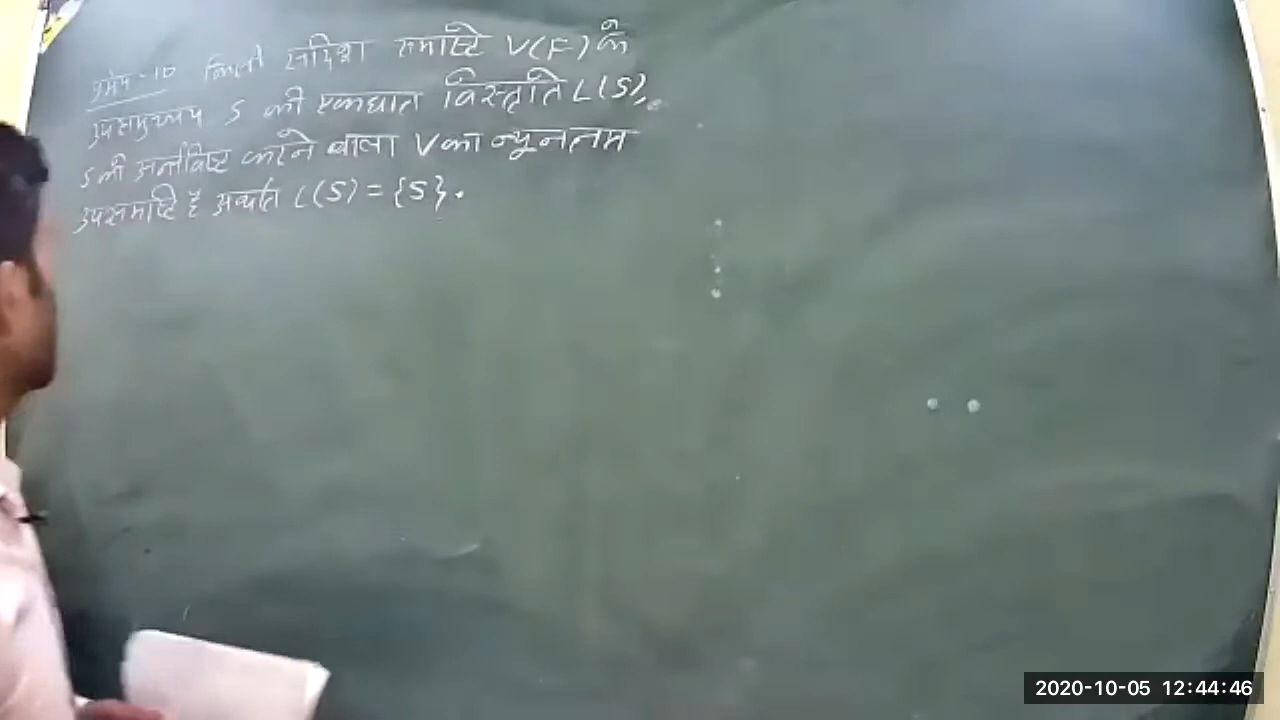 प्रमेय-10 किसी सदिश समष्टि V(F) के
उपसमुच्चय S की एकघात विस्तृति L(S),
S को अन्तर्विष्ट करने वाला V का न्यूनतम
उपसमष्टि है अर्थात L(S) = {S}.
2020-10-05 12:44:46